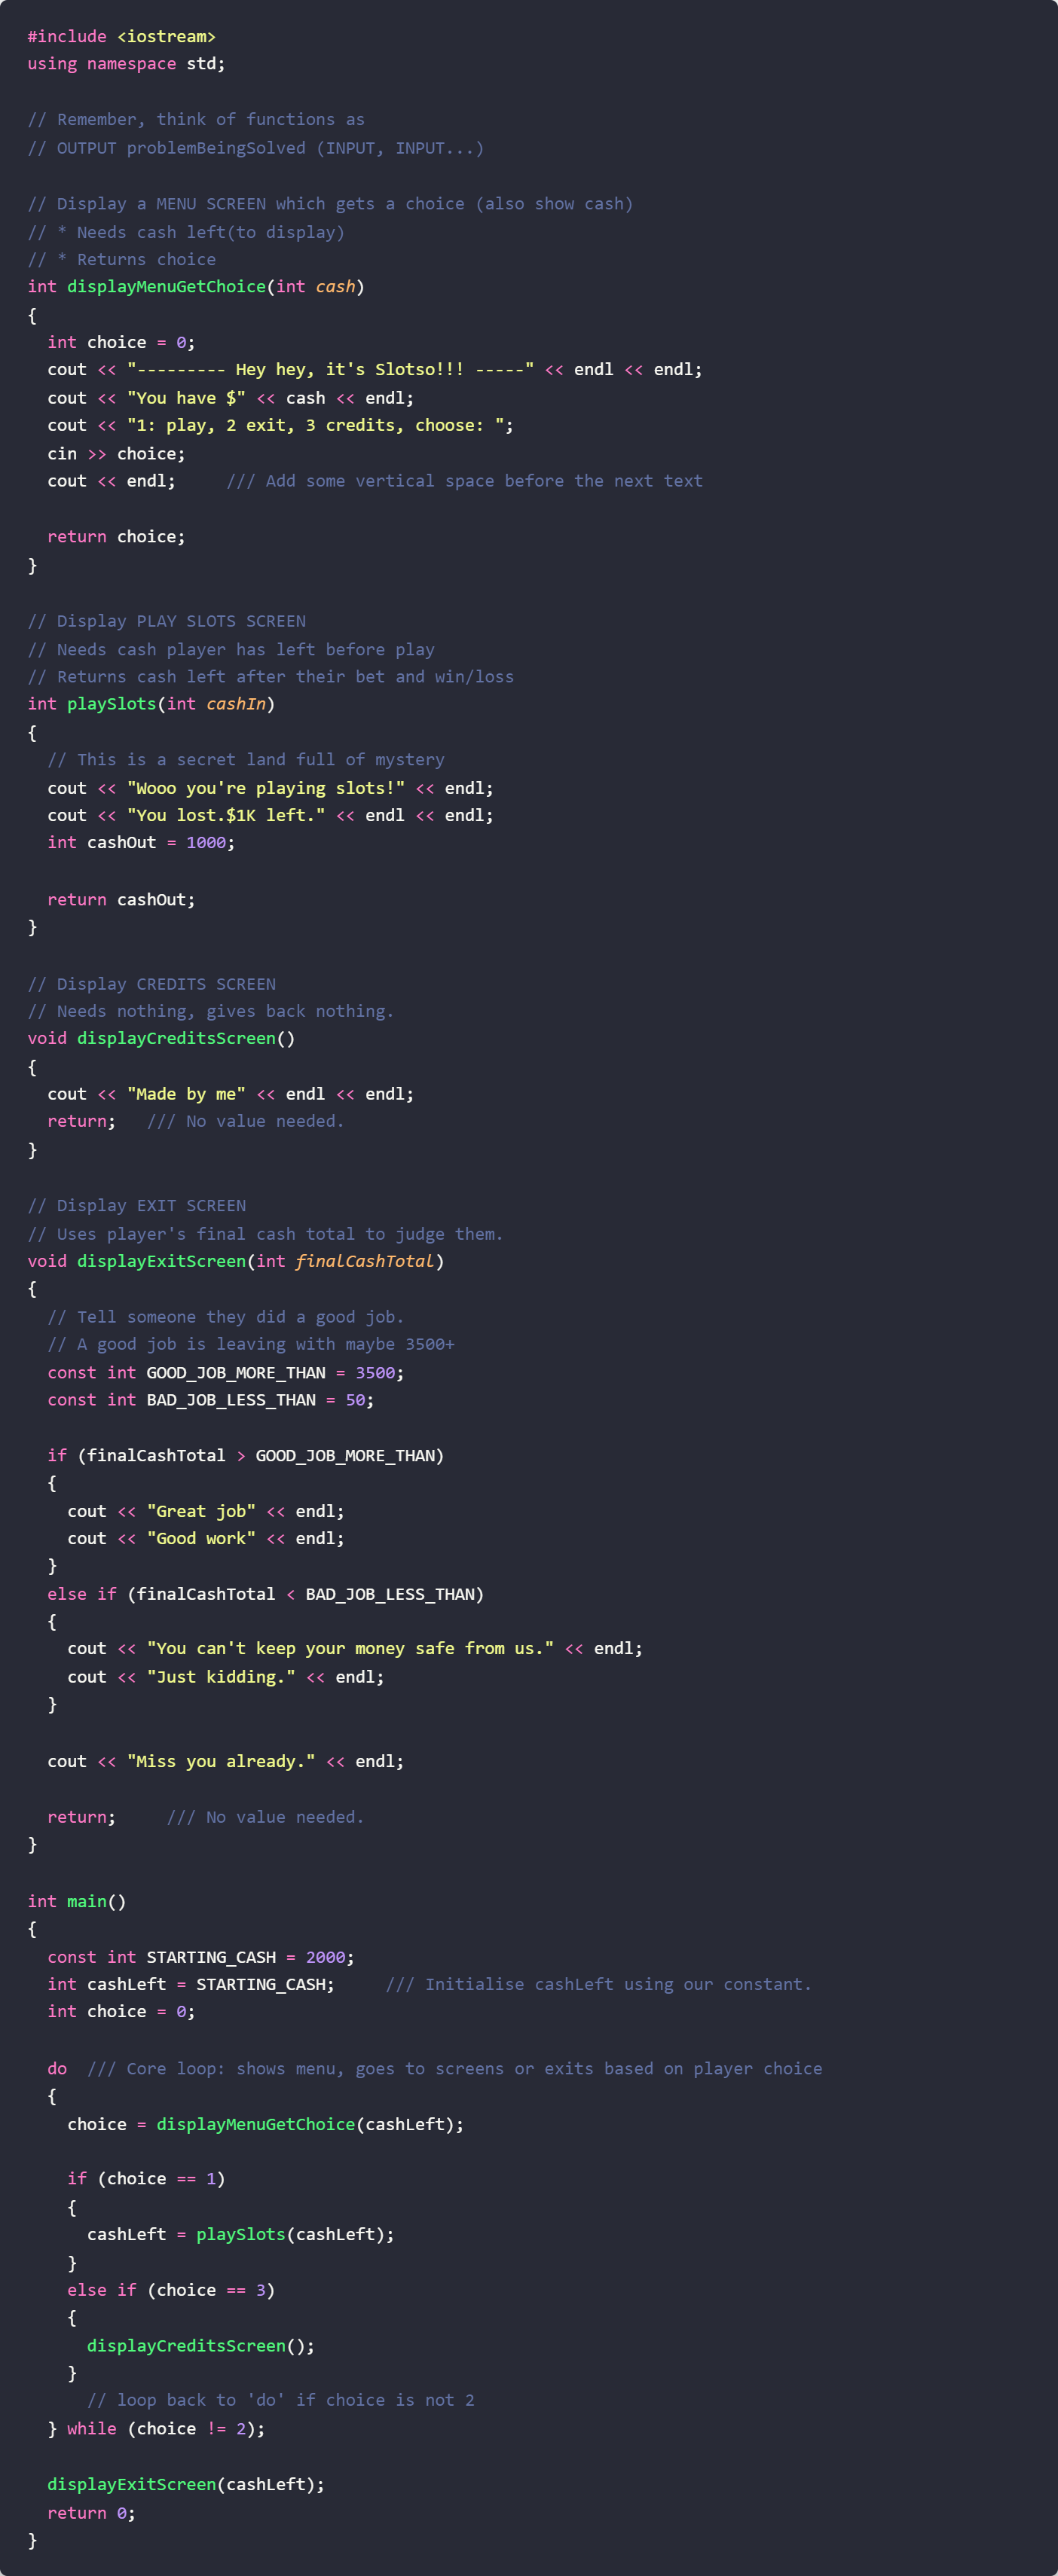 #include <iostream>
using namespace std;

// Remember, think of functions as
// OUTPUT problemBeingSolved (INPUT, INPUT...)

// Display a MENU SCREEN which gets a choice (also show cash)
// * Needs cash left(to display)
// * Returns choice
int displayMenuGetChoice(int cash)
{
  int choice = 0;
  cout << "--------- Hey hey, it's Slotso!!! -----" << endl << endl;
  cout << "You have $" << cash << endl;
  cout << "1: play, 2 exit, 3 credits, choose: ";
  cin >> choice;
  cout << endl;     /// Add some vertical space before the next text

  return choice;
}

// Display PLAY SLOTS SCREEN
// Needs cash player has left before play
// Returns cash left after their bet and win/loss
int playSlots(int cashIn)
{
  // This is a secret land full of mystery
  cout << "Wooo you're playing slots!" << endl;
  cout << "You lost.$1K left." << endl << endl;
  int cashOut = 1000;

  return cashOut;
}

// Display CREDITS SCREEN
// Needs nothing, gives back nothing.
void displayCreditsScreen()
{
  cout << "Made by me" << endl << endl;
  return;   /// No value needed.
}

// Display EXIT SCREEN
// Uses player's final cash total to judge them.
void displayExitScreen(int finalCashTotal)
{
  // Tell someone they did a good job.
  // A good job is leaving with maybe 3500+
  const int GOOD_JOB_MORE_THAN = 3500;
  const int BAD_JOB_LESS_THAN = 50;

  if (finalCashTotal > GOOD_JOB_MORE_THAN)
  {
    cout << "Great job" << endl;
    cout << "Good work" << endl;
  }
  else if (finalCashTotal < BAD_JOB_LESS_THAN)
  {
    cout << "You can't keep your money safe from us." << endl;
    cout << "Just kidding." << endl;
  }

  cout << "Miss you already." << endl;

  return;     /// No value needed.
}

int main()
{
  const int STARTING_CASH = 2000;
  int cashLeft = STARTING_CASH;     /// Initialise cashLeft using our constant.
  int choice = 0;

  do  /// Core loop: shows menu, goes to screens or exits based on player choice
  {
    choice = displayMenuGetChoice(cashLeft);

    if (choice == 1)
    {
      cashLeft = playSlots(cashLeft);
    }
    else if (choice == 3)
    {
      displayCreditsScreen();
    }
      // loop back to 'do' if choice is not 2
  } while (choice != 2);

  displayExitScreen(cashLeft);
  return 0;
}